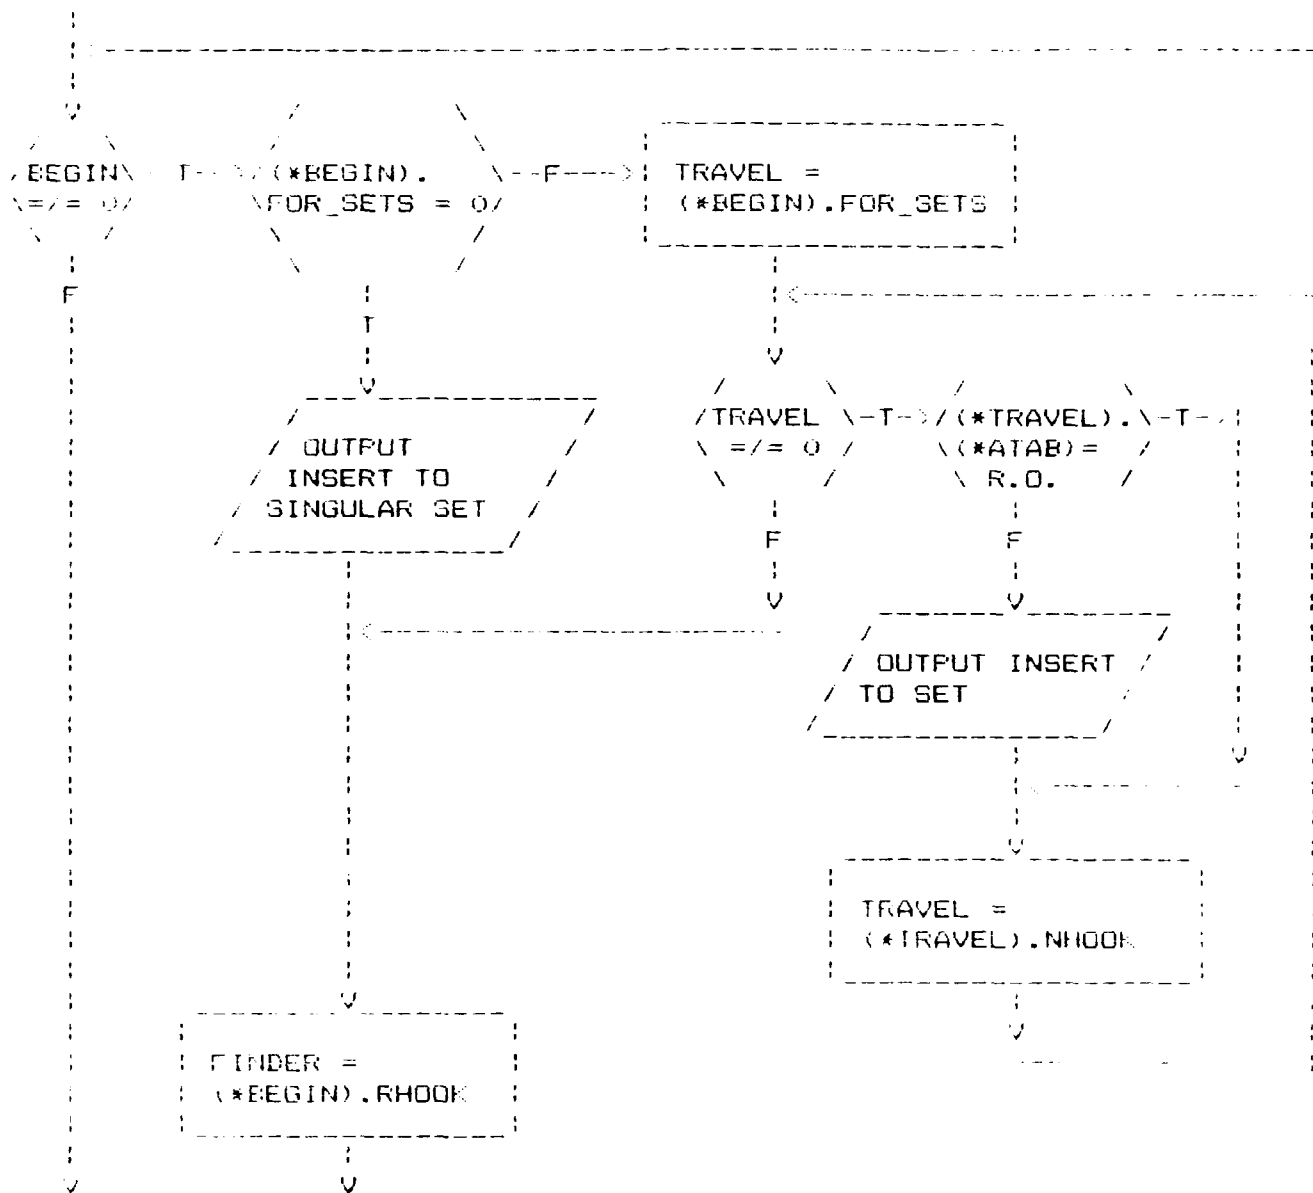 BEGIN
=/= 0
T
(*BEGIN).
FOR_SETS = 0
F
TRAVEL =
(*BEGIN).FOR_SETS
F
T
TRAVEL
=/= 0
T
(*TRAVEL).
(*ATAB)=
R.O.
T
OUTPUT
INSERT TO
SINGULAR SET
F
F
OUTPUT INSERT
TO SET
TRAVEL =
(*TRAVEL).NHOOK
FINDER =
(*BEGIN).RHOOK